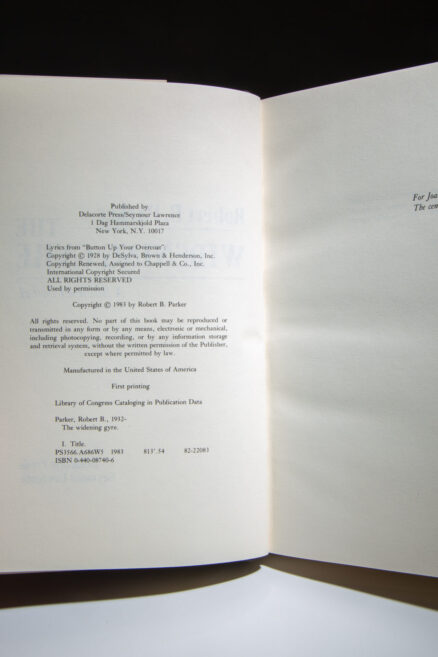 Published by
Delacorte Press/Seymour Lawrence
1 Dag Hammarskjold Plaza
New York, N.Y. 10017
Lyrics from "Button Up Your Overcoat"
Copyright © 1928 by DeSylva, Brown & Henderson, Inc.
Copyright Renewed, Assigned to Chappell & Co., Inc.
International Copyright Secured
ALL RIGHTS RESERVED
Used by permission
Copyright © 1983 by Robert B. Parker
All rights reserved. No part of this book may be reproduced or
transmitted in any form or by any means, electronic or mechanical,
including photocopying, recording, or by any information storage
and retrieval system, without the written permission of the Publisher,
except where permitted by law.
Manufactured in the United States of America
First printing
Library of Congress Cataloging in Publication Data
Parker, Robert B., 1932-
The widening gyre.
I. Title.
PS3566.A686W5 1983 813'.54 82-22083
ISBN 0-440-08740-6
For Joa
The cen